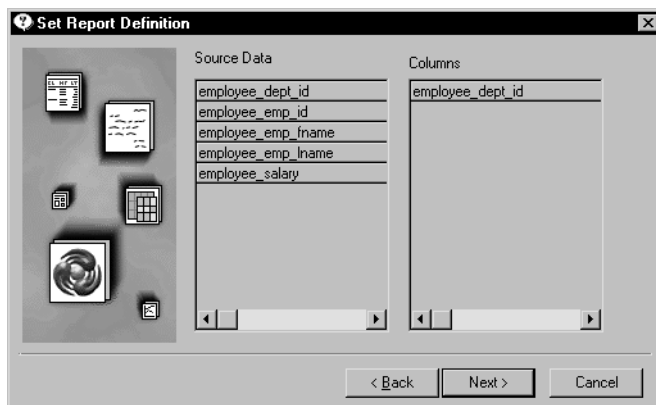 Set Report Definition
Source Data
employee_dept_id
employee_emp_id
employee_emp_fname
employee_emp_lname
employee_salary
Columns
employee_dept_id
< Back
Next >
Cancel